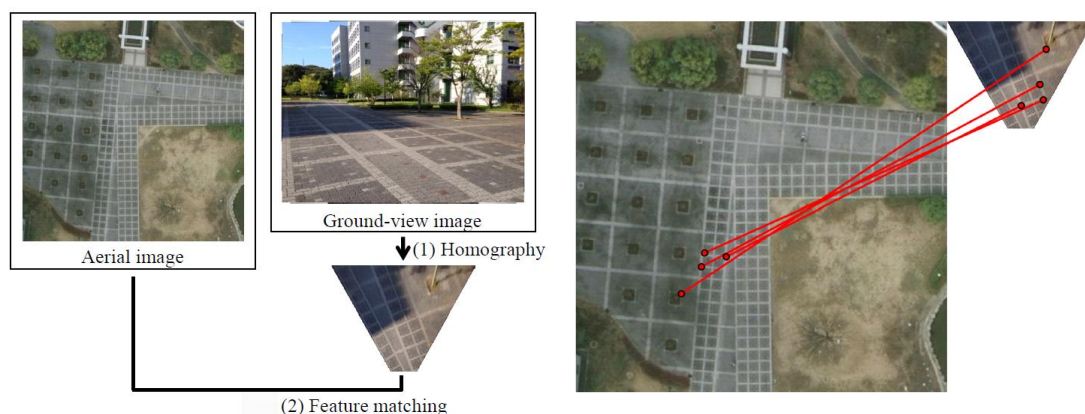 Aerial image
Ground-view image
(1) Homography
(2) Feature matching